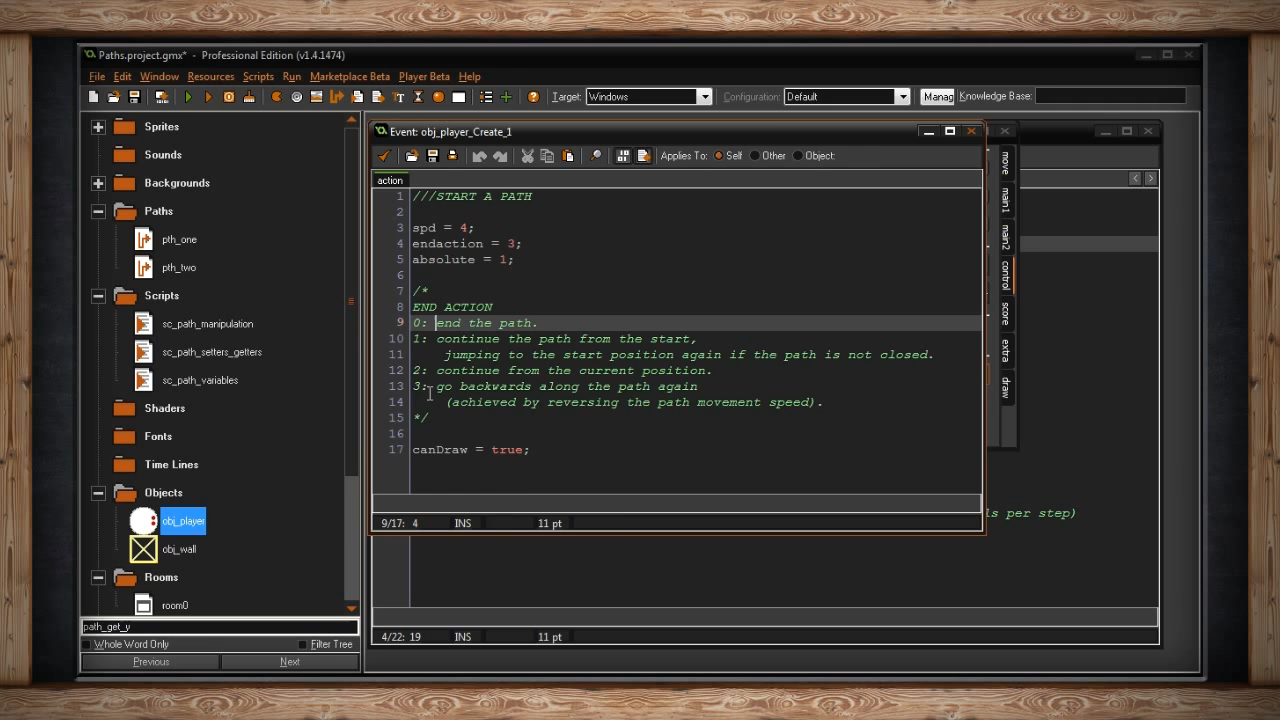 Paths.project.gmx* - Professional Edition (v1.4.1474)
File Edit Window Resources Scripts Run Marketplace Beta Player Beta Help
Target: Windows Configuration: Default Manag Knowledge Base:
Sprites
Sounds
Backgrounds
Paths
pth_one
pth_two
Scripts
sc_path_manipulation
sc_path_setters_getters
sc_path_variables
Shaders
Fonts
Time Lines
Objects
obj_player
obj_wall
Rooms
room0
path_get_y
Whole Word Only Filter Tree
Previous Next
Event: obj_player_Create_1
Applies To: Self Other Object:
action
1 ///START A PATH
2
3 spd = 4;
4 endaction = 3;
5 absolute = 1;
6
7 /*
8 END ACTION
9 0: end the path.
10 1: continue the path from the start,
11 jumping to the start position again if the path is not closed.
12 2: continue from the current position.
13 3: go backwards along the path again
14 (achieved by reversing the path movement speed).
15 */
16
17 canDraw = true;
9/17: 4 INS 11 pt
move
main1
main2
control
score
extra
draw
ls per step)
4/22: 19 INS 11 pt